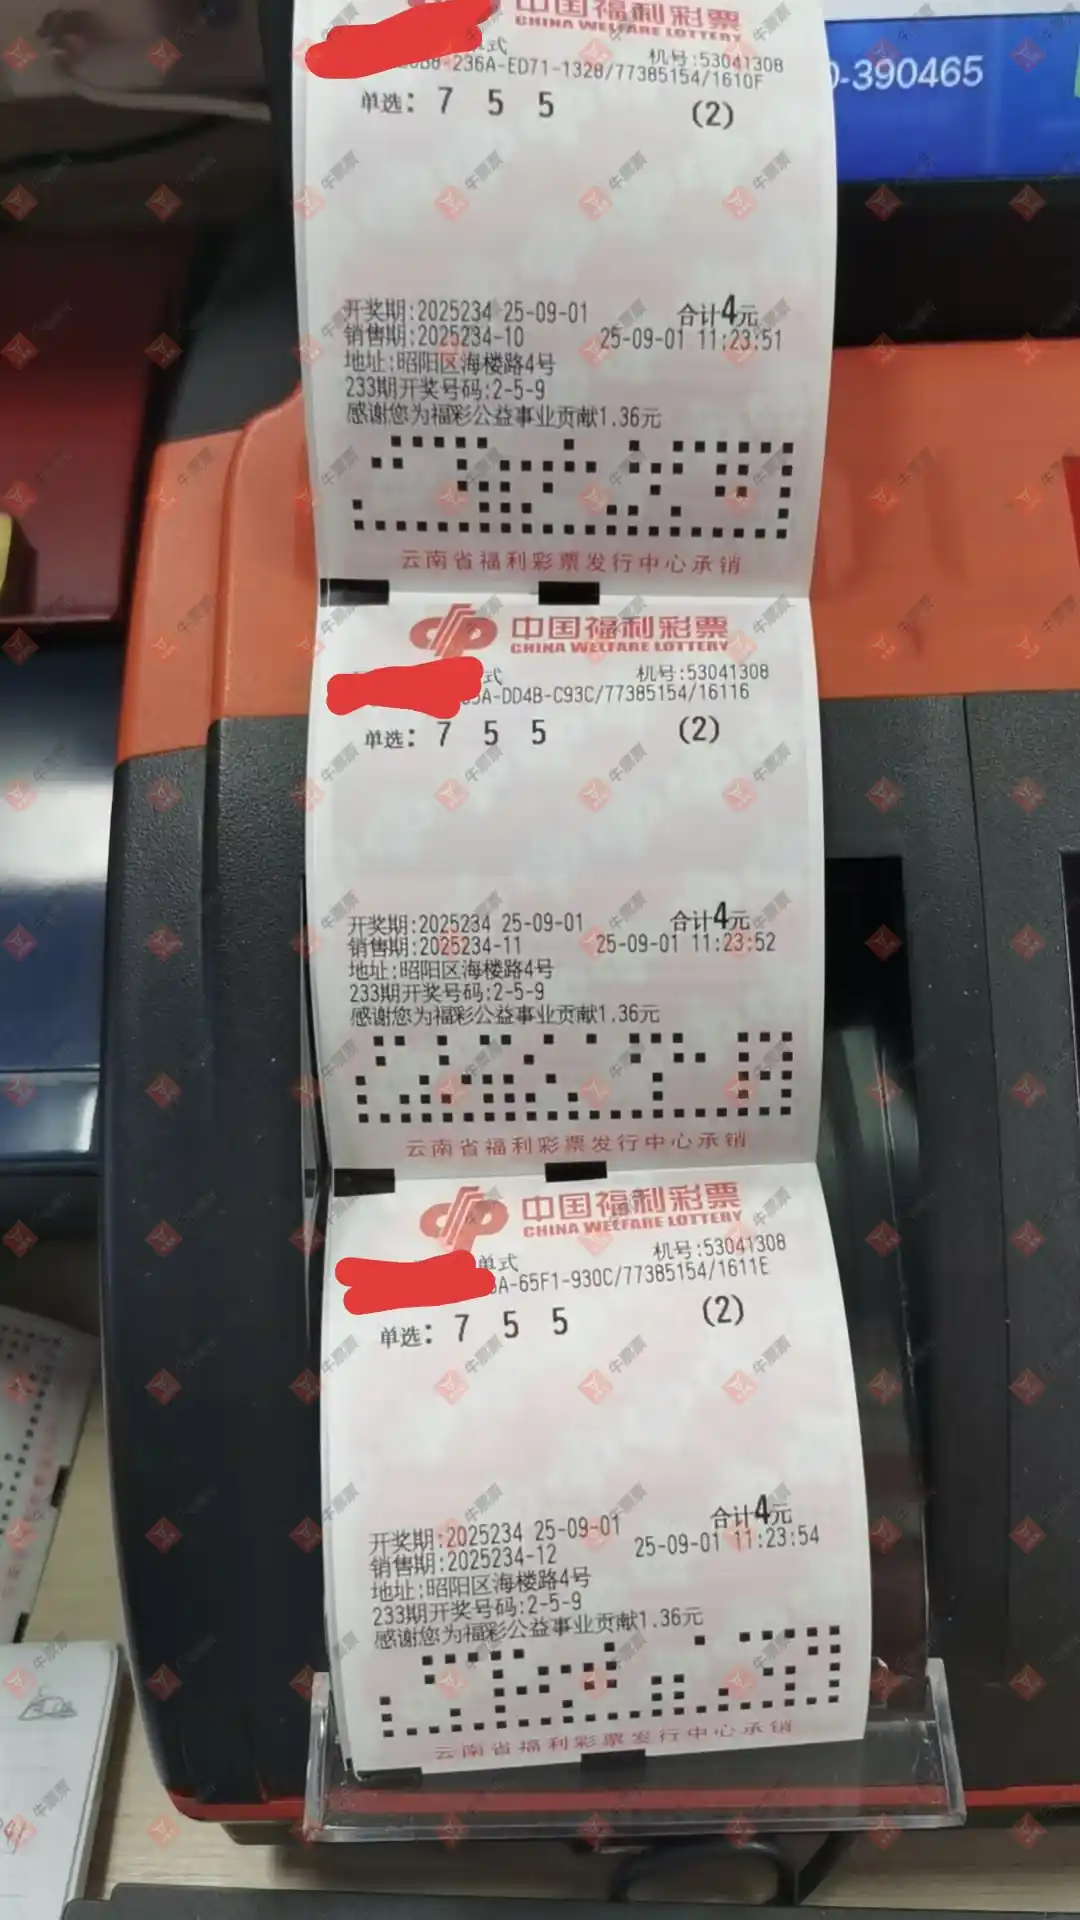 中国福利彩票
CHINA WELFARE LOTTERY
机号:53041308
-236A-ED71-1328/77385154/1610F
单选: 7 5 5 (2)
0-390465
开奖期:2025234 25-09-01 合计4元
销售期:2025234-10 25-09-01 11:23:51
地址:昭阳区海楼路4号
233期开奖号码:2-5-9
感谢您为福彩公益事业贡献1.36元
云南省福利彩票发行中心承销
中国福利彩票
CHINA WELFARE LOTTERY
式 机号:53041308
5A-DD4B-C93C/77385154/16116
单选: 7 5 5 (2)
开奖期:2025234 25-09-01 合计4元
销售期:2025234-11 25-09-01 11:23:52
地址:昭阳区海楼路4号
233期开奖号码:2-5-9
感谢您为福彩公益事业贡献1.36元
云南省福利彩票发行中心承销
中国福利彩票
CHINA WELFARE LOTTERY
单式 机号:53041308
A-65F1-930C/77385154/1611E
单选: 7 5 5 (2)
开奖期:2025234 25-09-01 合计4元
销售期:2025234-12 25-09-01 11:23:54
地址:昭阳区海楼路4号
233期开奖号码:2-5-9
感谢您为福彩公益事业贡献1.36元
云南省福利彩票发行中心承销
牛票票